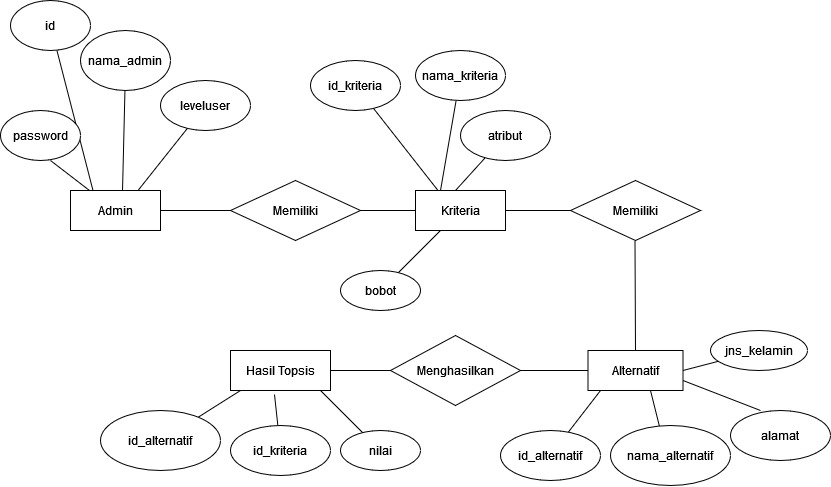 id
nama_admin
id_kriteria
nama_kriteria
leveluser
password
atribut
Admin
Memiliki
Kriteria
Memiliki
bobot
jns_kelamin
Hasil Topsis
Menghasilkan
Alternatif
id_alternatif
id_kriteria
nilai
id_alternatif
nama_alternatif
alamat